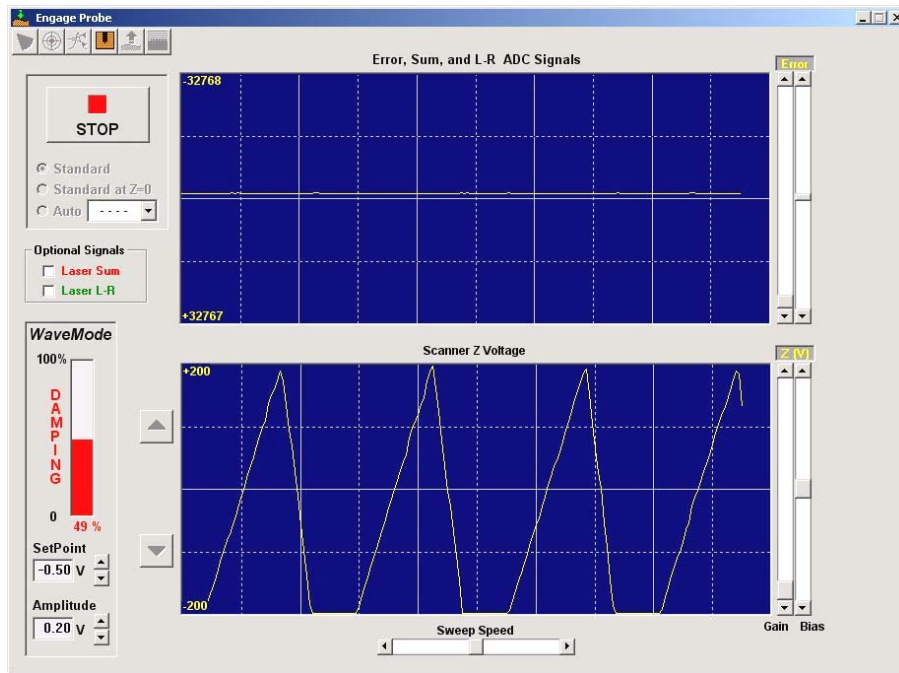 Engage Probe
STOP
Standard
Standard at Z=0
Auto - - - -
Optional Signals
Laser Sum
Laser L-R
WaveMode
100%
DAMPING
0
49 %
SetPoint
-0.50 V
Amplitude
0.20 V
Error, Sum, and L-R ADC Signals
Error
-32768
+32767
Scanner Z Voltage
Z [V]
+200
-200
Gain Bias
Sweep Speed